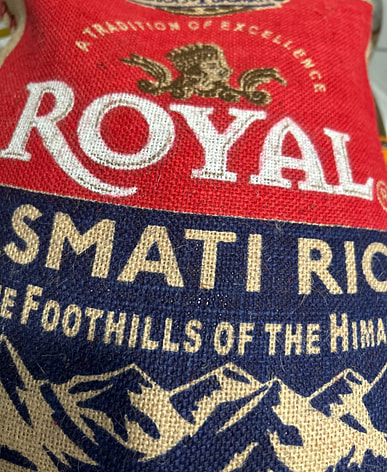 A TRADITION OF EXCELLENCE
ROYAL
SMATI RIC
E FOOTHILLS OF THE HIMA